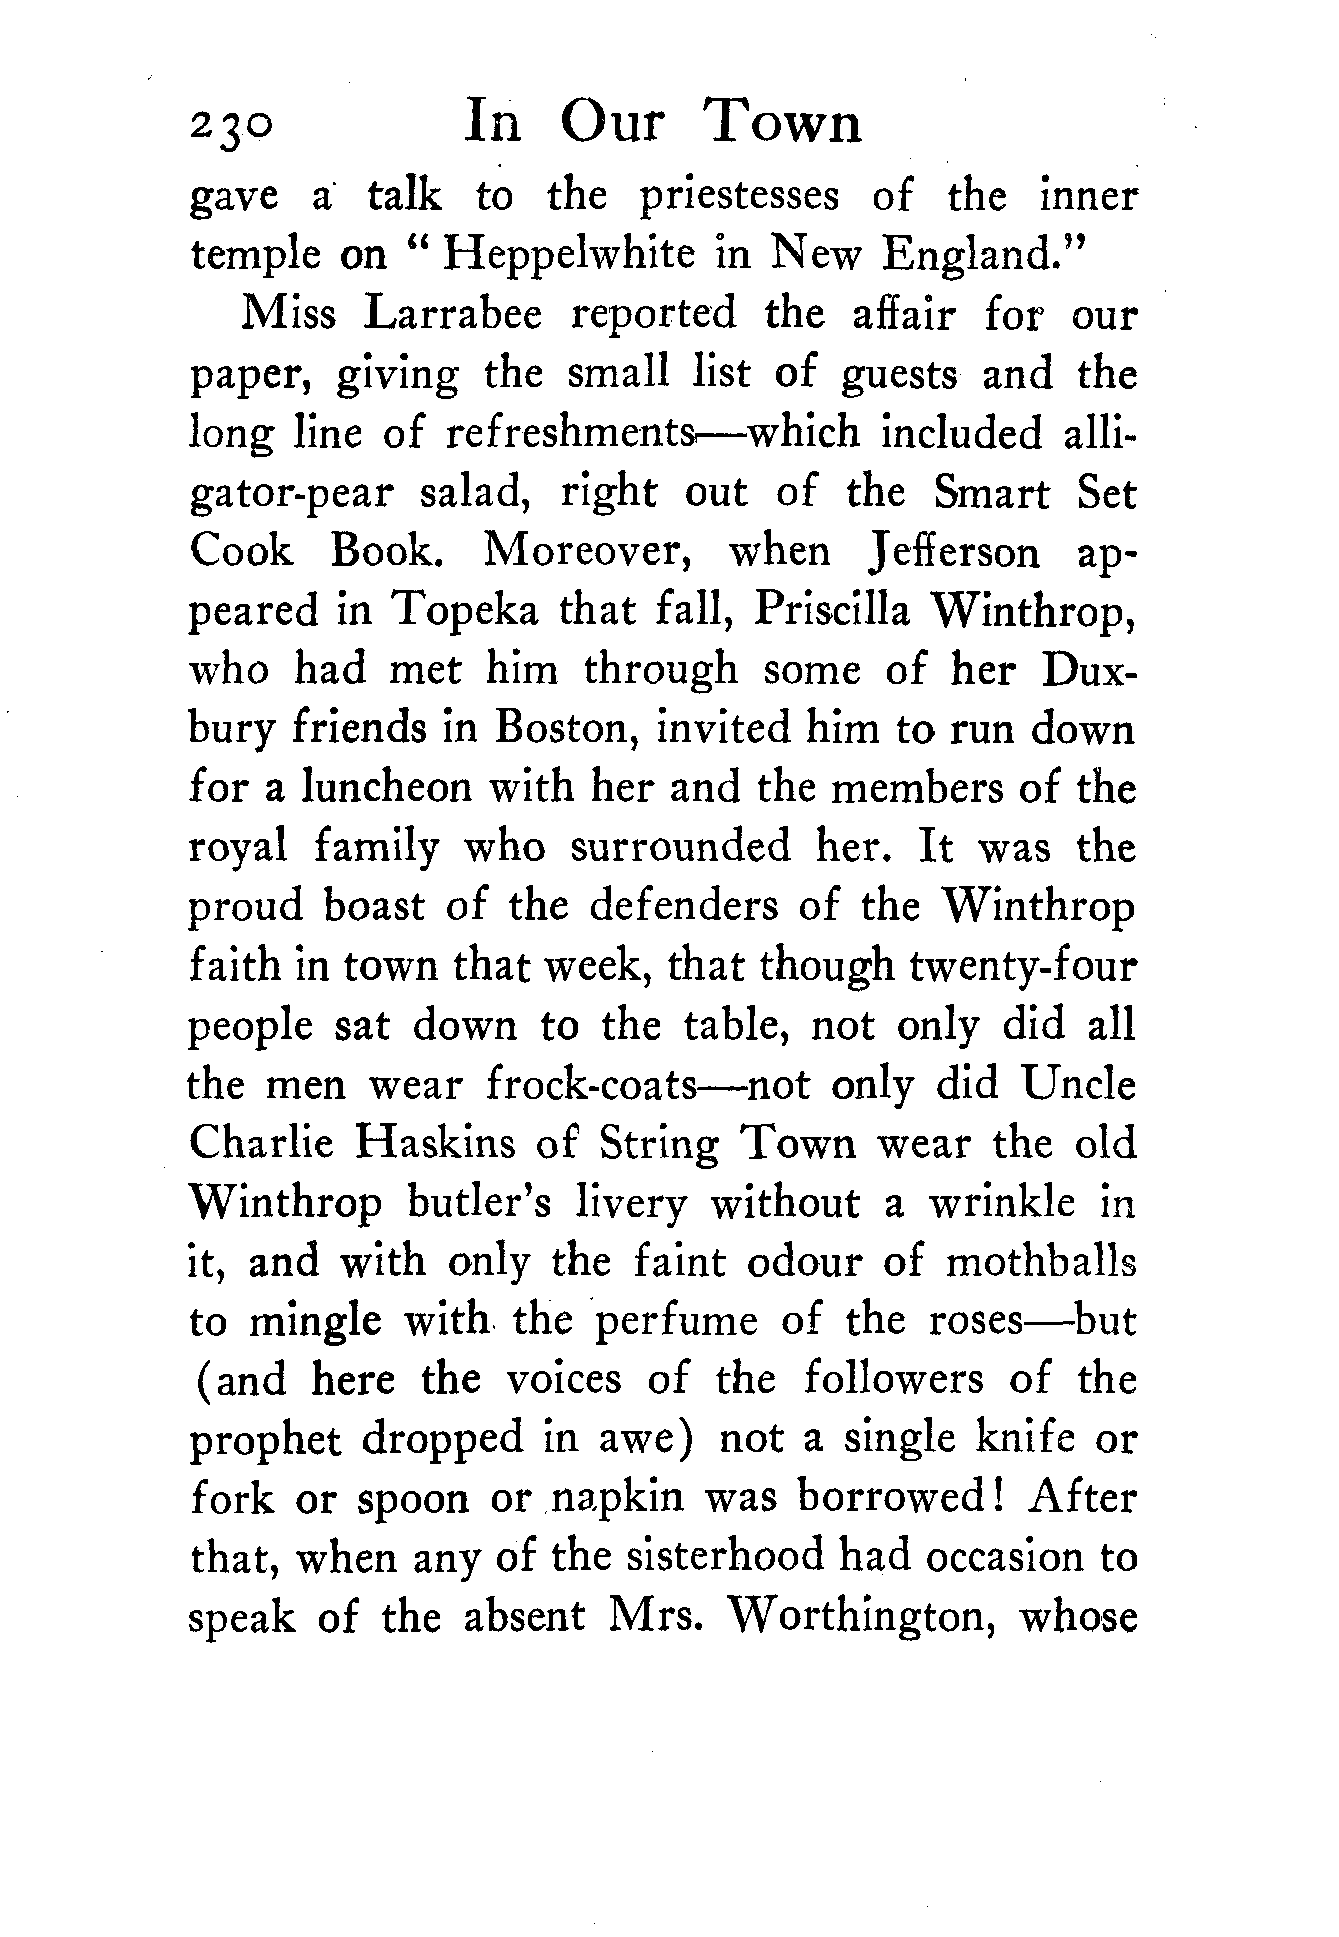 230 In Our Town
gave a talk to the priestesses of the inner
temple on “ Heppelwhite in New England.”
Miss Larrabee reported the affair for our
paper, giving the small list of guests and the
long line of refreshments—which included alli-
gator-pear salad, right out of the Smart Set
Cook Book. Moreover, when Jefferson ap-
peared in Topeka that fall, Priscilla Winthrop,
who had met him through some of her Dux-
bury friends in Boston, invited him to run down
for a luncheon with her and the members of the
royal family who surrounded her. It was the
proud boast of the defenders of the Winthrop
faith in town that week, that though twenty-four
people sat down to the table, not only did all
the men wear frock-coats—not only did Uncle
Charlie Haskins of String Town wear the old
Winthrop butler’s livery without a wrinkle in
it, and with only the faint odour of mothballs
to mingle with the perfume of the roses—but
(and here the voices of the followers of the
prophet dropped in awe) not a single knife or
fork or spoon or napkin was borrowed! After
that, when any of the sisterhood had occasion to
speak of the absent Mrs. Worthington, whose